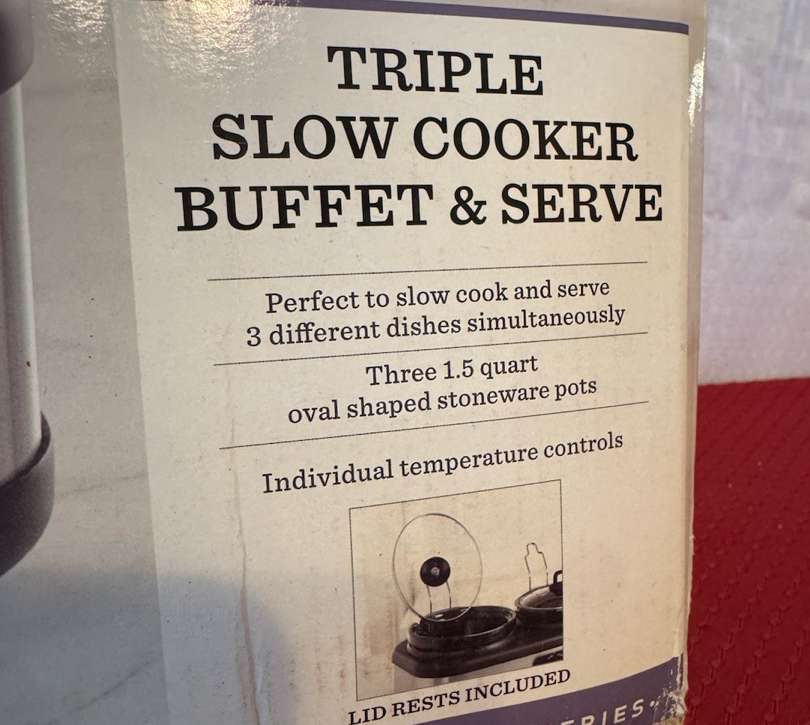 TRIPLE
SLOW COOKER
BUFFET & SERVE
Perfect to slow cook and serve
3 different dishes simultaneously
Three 1.5 quart
oval shaped stoneware pots
Individual temperature controls
LID RESTS INCLUDED